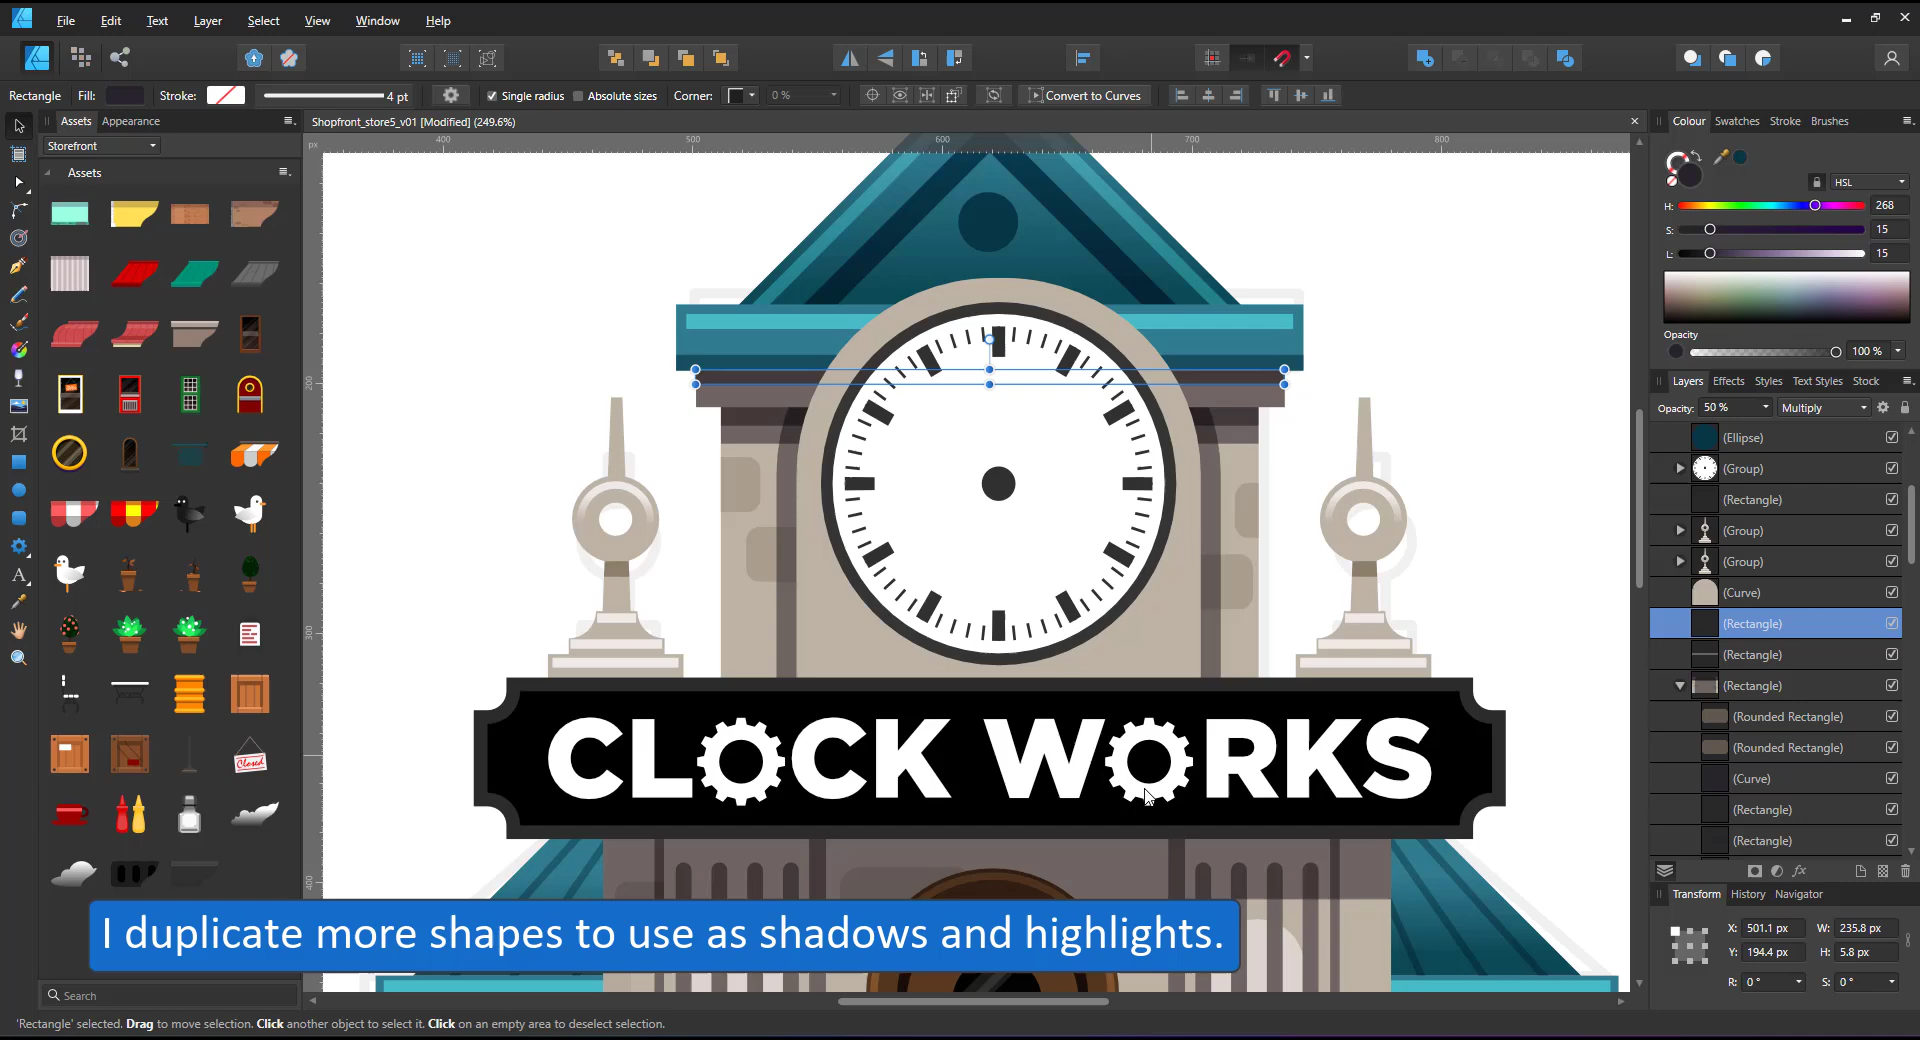 File Edit Text Layer Select View Window Help
Rectangle Fill: Stroke: 4 pt Single radius Absolute sizes Corner: 0 % Convert to Curves
Assets Appearance
Shopfront_store5_v01 [Modified] (249.6%)
Colour Swatches Stroke Brushes
Storefront
px 400 500 600 700 800
Assets
HSL
H: 268
S: 15
L: 15
Opacity
100 %
Layers Effects Styles Text Styles Stock
Opacity: 50 % Multiply
200
300
400
(Ellipse)
(Group)
(Rectangle)
(Group)
(Group)
(Curve)
(Rectangle)
(Rectangle)
(Rectangle)
(Rounded Rectangle)
(Rounded Rectangle)
(Curve)
(Rectangle)
(Rectangle)
fx
CLOCK WORKS
Closed
I duplicate more shapes to use as shadows and highlights.
Transform History Navigator
X: 501.1 px W: 235.8 px
Y: 194.4 px H: 5.8 px
R: 0 ° S: 0 °
Search
'Rectangle' selected. Drag to move selection. Click another object to select it. Click on an empty area to deselect selection.